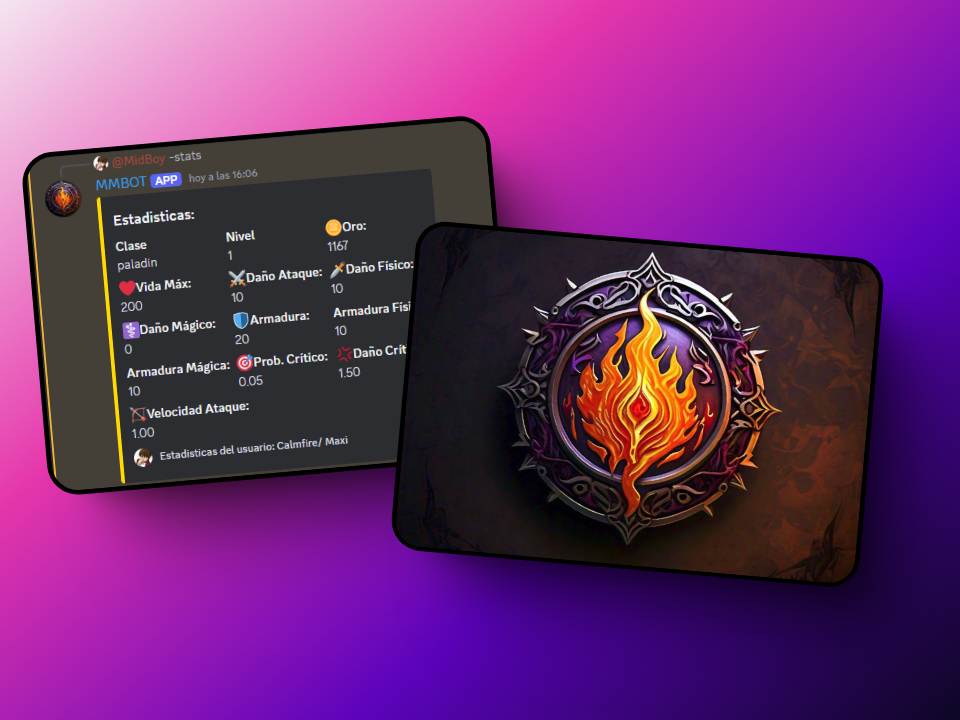 @MidBoy -stats
MMBOT APP hoy a las 16:06
Estadisticas:
Clase Nivel Oro:
paladin 1 1167
Vida Máx: Daño Ataque: Daño Físico:
200 10 10
Daño Mágico: Armadura: Armadura Físi
0 20 10
Armadura Mágica: Prob. Crítico: Daño Crít
10 0.05 1.50
Velocidad Ataque:
1.00
Estadisticas del usuario: Calmfire/ Maxi